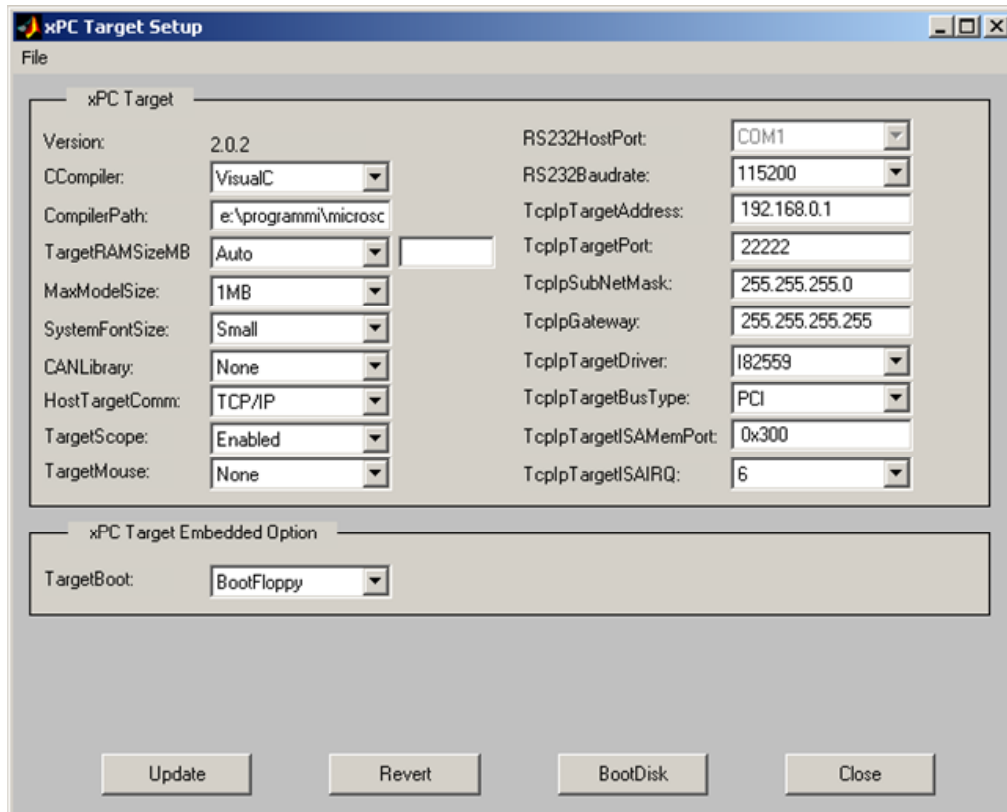 xPC Target Setup
File
xPC Target
Version: 2.0.2
CCompiler: VisualC
CompilerPath: e:\programmi\microsc
TargetRAMSizeMB Auto
MaxModelSize: 1MB
SystemFontSize: Small
CANLibrary: None
HostTargetComm: TCP/IP
TargetScope: Enabled
TargetMouse: None
RS232HostPort: COM1
RS232Baudrate: 115200
TcpIpTargetAddress: 192.168.0.1
TcpIpTargetPort: 22222
TcpIpSubNetMask: 255.255.255.0
TcpIpGateway: 255.255.255.255
TcpIpTargetDriver: I82559
TcpIpTargetBusType: PCI
TcpIpTargetISAMemPort: 0x300
TcpIpTargetISAIRQ: 6
xPC Target Embedded Option
TargetBoot: BootFloppy
Update
Revert
BootDisk
Close